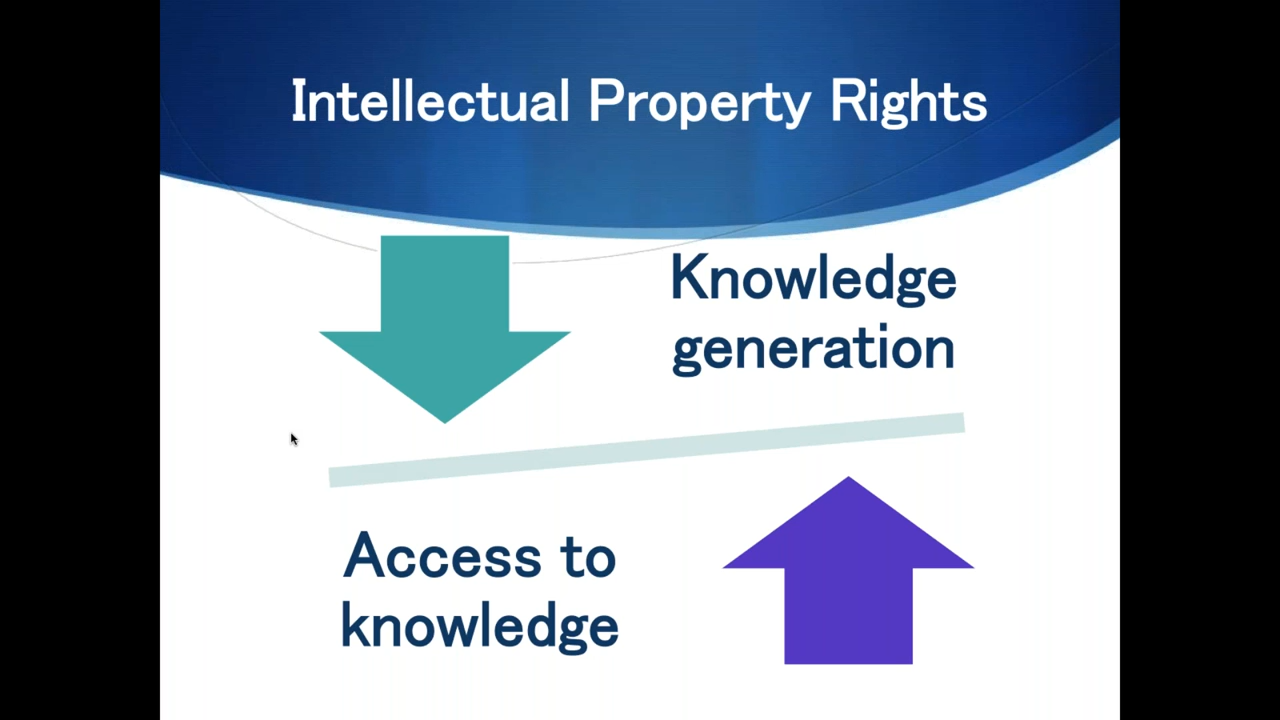 Intellectual Property Rights
Knowledge
generation
Access to
knowledge